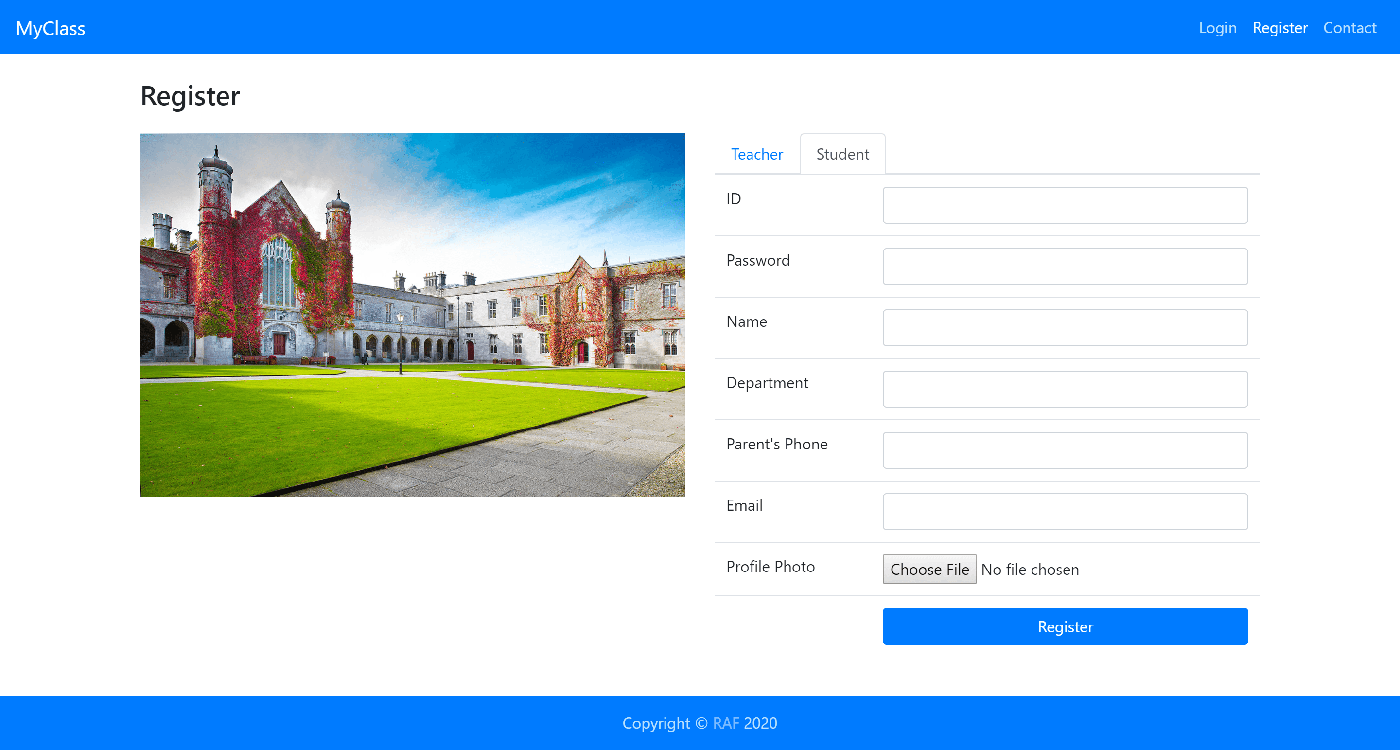 MyClass
Login Register Contact
Register
Teacher Student
ID
Password
Name
Department
Parent's Phone
Email
Profile Photo Choose File No file chosen
Register
Copyright © RAF 2020